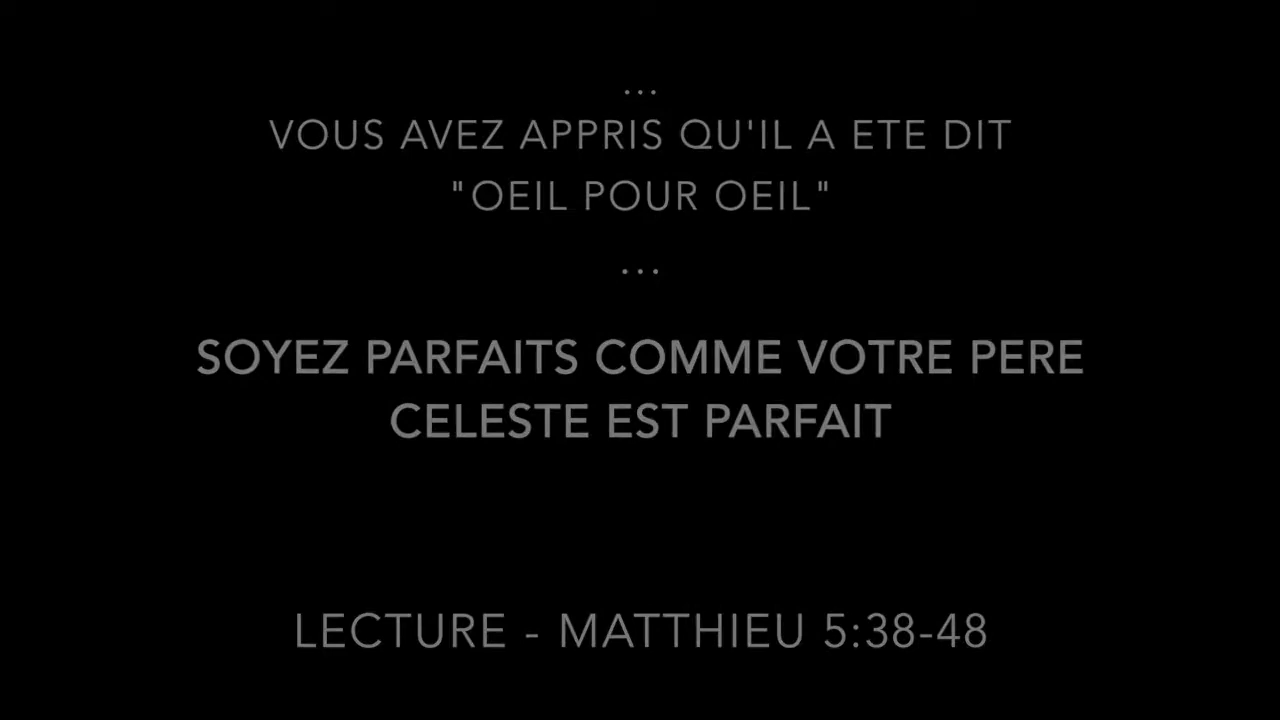 ...
VOUS AVEZ APPRIS QU'IL A ETE DIT
"OEIL POUR OEIL"
...
SOYEZ PARFAITS COMME VOTRE PERE
CELESTE EST PARFAIT
LECTURE - MATTHIEU 5:38-48